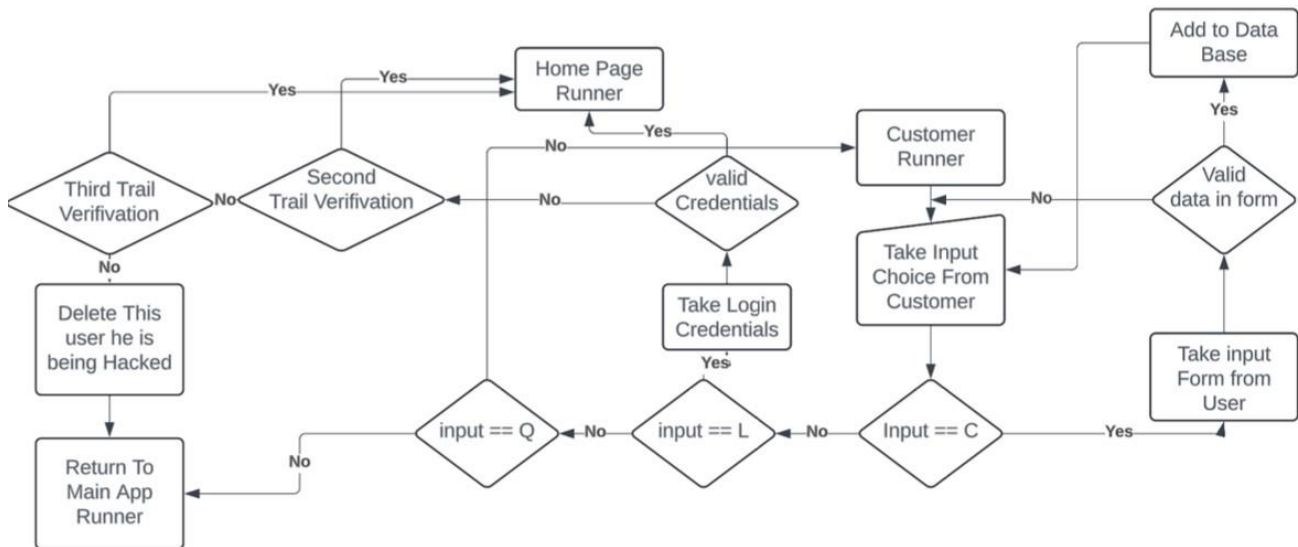 Add to Data
Base
Home Page
Runner
Yes
Yes
Yes
Yes
No
Customer
Runner
Third Trail
Verifivation
No
Second
Trail Verifivation
No
valid
Credentials
No
Valid
data in form
No
Take Input
Choice From
Customer
Delete This
user he is
being Hacked
Take Login
Credentials
Yes
Take input
Form from
User
input == Q
No
input == L
No
Input == C
Yes
No
Return To
Main App
Runner